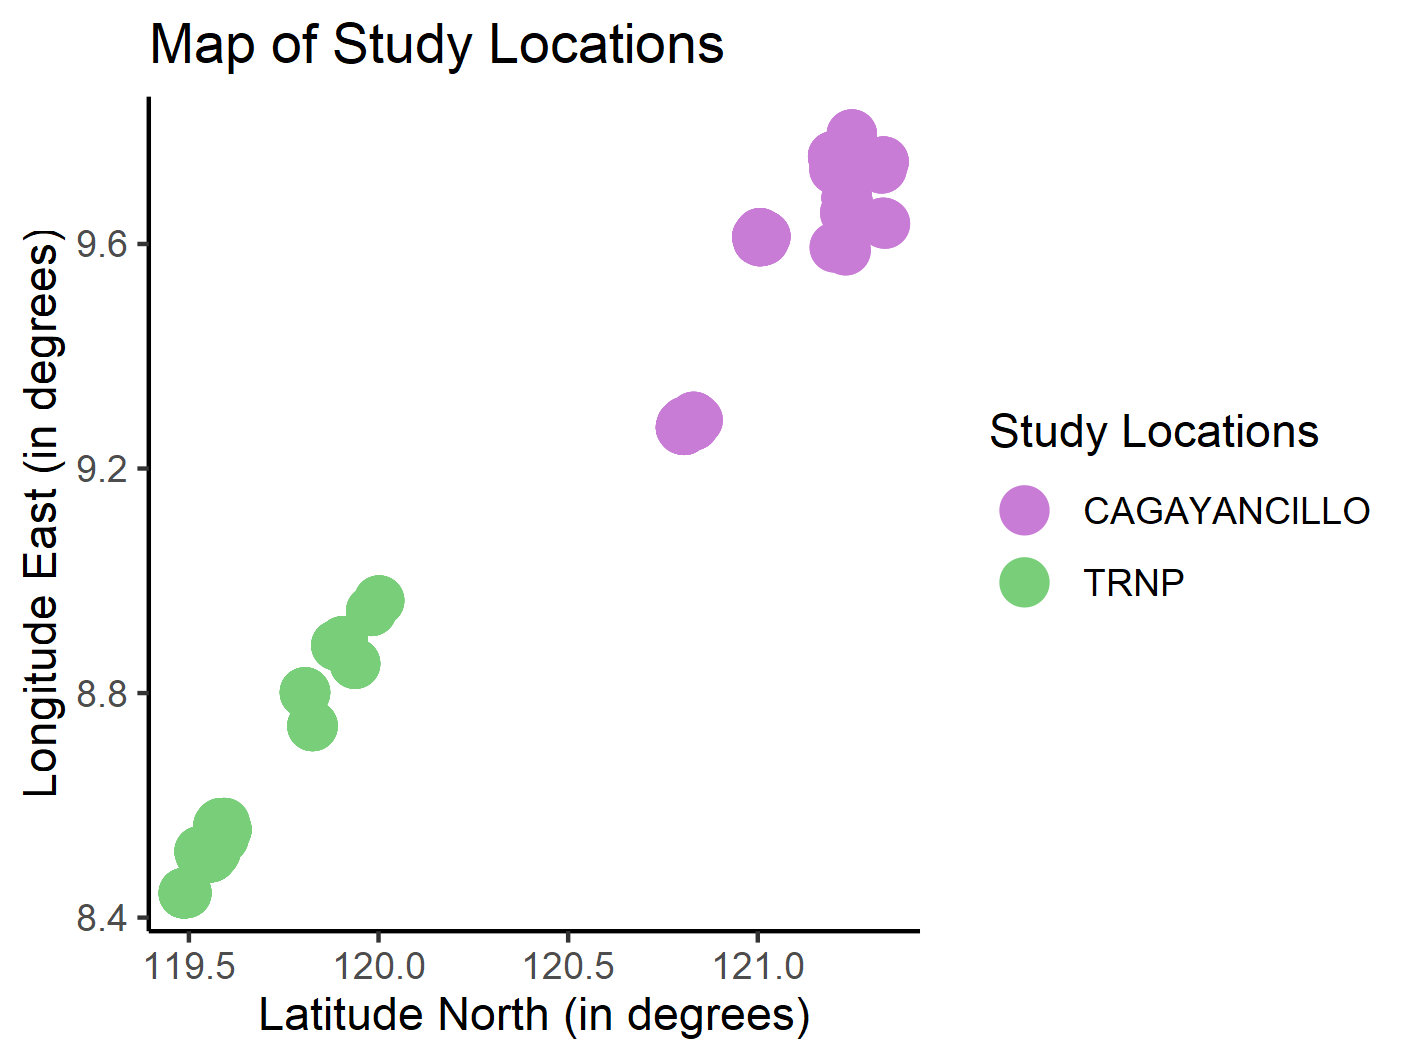 Map of Study Locations
Longitude East (in degrees)
9.6
9.2
8.8
8.4
119.5 120.0 120.5 121.0
Latitude North (in degrees)
Study Locations
CAGAYANCILLO
TRNP